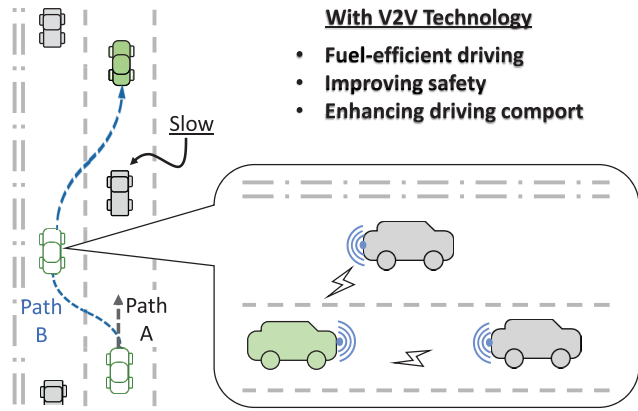 With V2V Technology
• Fuel-efficient driving
• Improving safety
• Enhancing driving comport
Slow
Path
B
Path
A